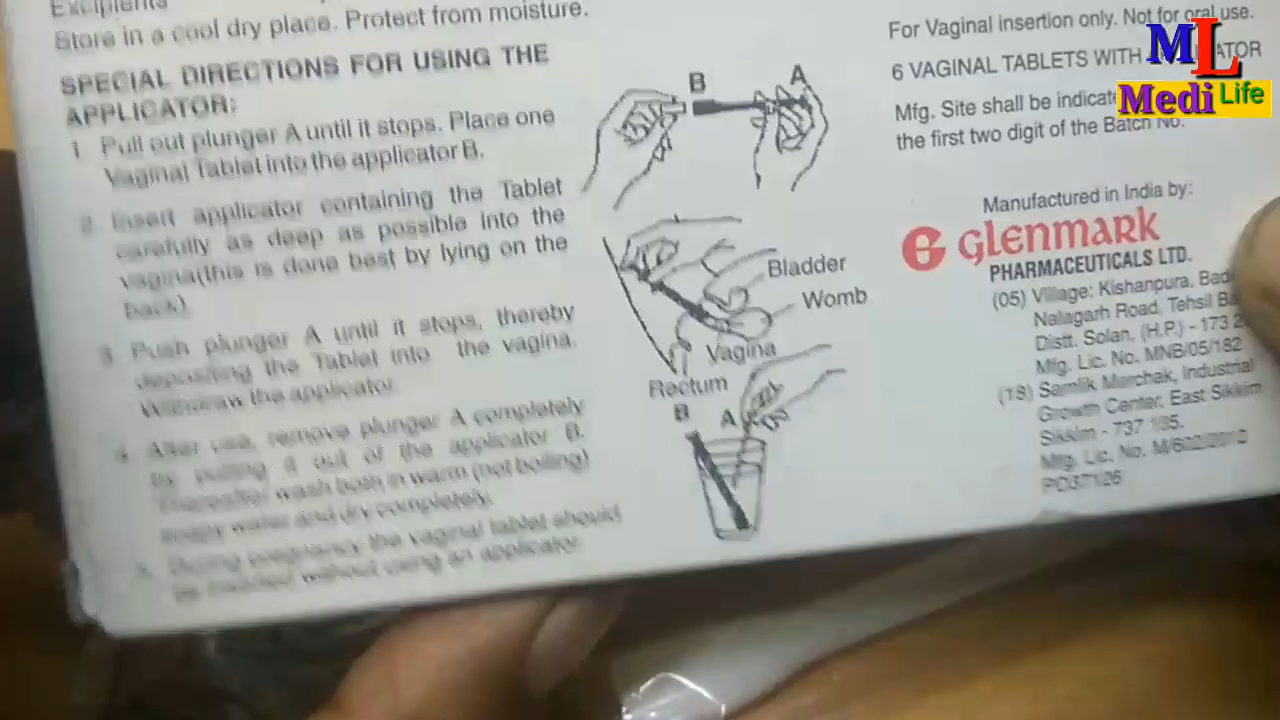 Excipients
Store in a cool dry place. Protect from moisture.
SPECIAL DIRECTIONS FOR USING THE
APPLICATOR:
1. Pull out plunger A until it stops. Place one
Vaginal Tablet into the applicator B.
2. Insert applicator containing the Tablet
carefully as deep as possible into the
vagina(this is done best by lying on the
back)
3. Push plunger A until it stops, thereby
depositing the Tablet into the vagina.
Withdraw the applicator
4. After use, remove plunger A completely
by pulling it out of the applicator B.
Thereafter wash both in warm (not boiling)
soapy water and dry completely.
5. During pregnancy the vaginal tablet should
be inserted without using an applicator.
B
A
Bladder
Womb
Vagina
Rectum
B
A
For Vaginal insertion only. Not for oral use.
6 VAGINAL TABLETS WITH
ATOR
Mfg. Site shall be indicate
the first two digit of the Batch No.
ML
Medi Life
Manufactured in India by:
G GLENMARK
PHARMACEUTICALS LTD.
(05) Village: Kishanpura, Bad
Nalagarh Road, Tehsil Ba
Distt. Solan, (H.P.) - 173 2
Mfg. Lic. No. MNB/05/182
(18) Samlik Marchak, Industrial
Growth Center, East Sikkim
Sikkim - 737 135.
Mfg. Lic. No. M/602/2010
PD37126